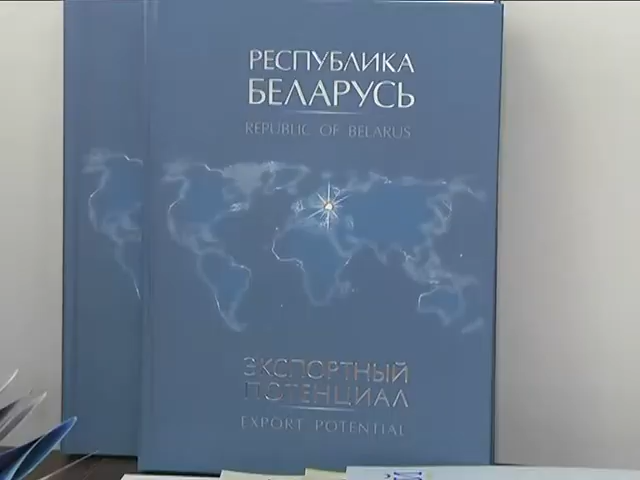 РЕСПУБЛИКА
БЕЛАРУСЬ
REPUBLIC OF BELARUS
ЭКСПОРТНЫЙ
ПОТЕНЦИАЛ
EXPORT POTENTIAL